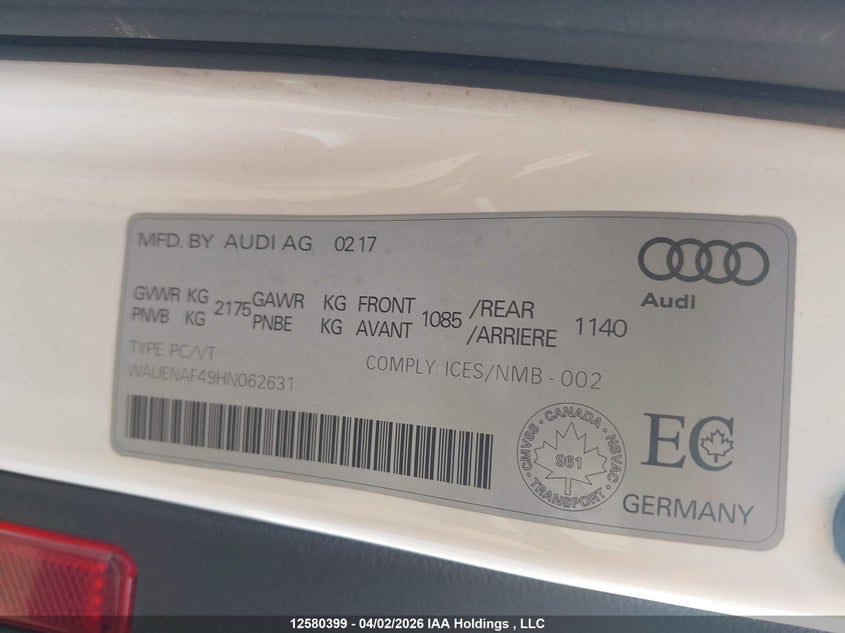 MFD. BY AUDI AG 0217
Audi
GVWR KG 2175 GAWR KG FRONT 1085 /REAR 1140
PNVB KG PNBE KG AVANT /ARRIERE
TYPE PC/VT
COMPLY: ICES/NMB - 002
WAUENAF49HN062631
CMVSS · CANADA · NSVAC · TRANSPORT ·
961
EC
GERMANY
12580399 - 04/02/2026 IAA Holdings , LLC